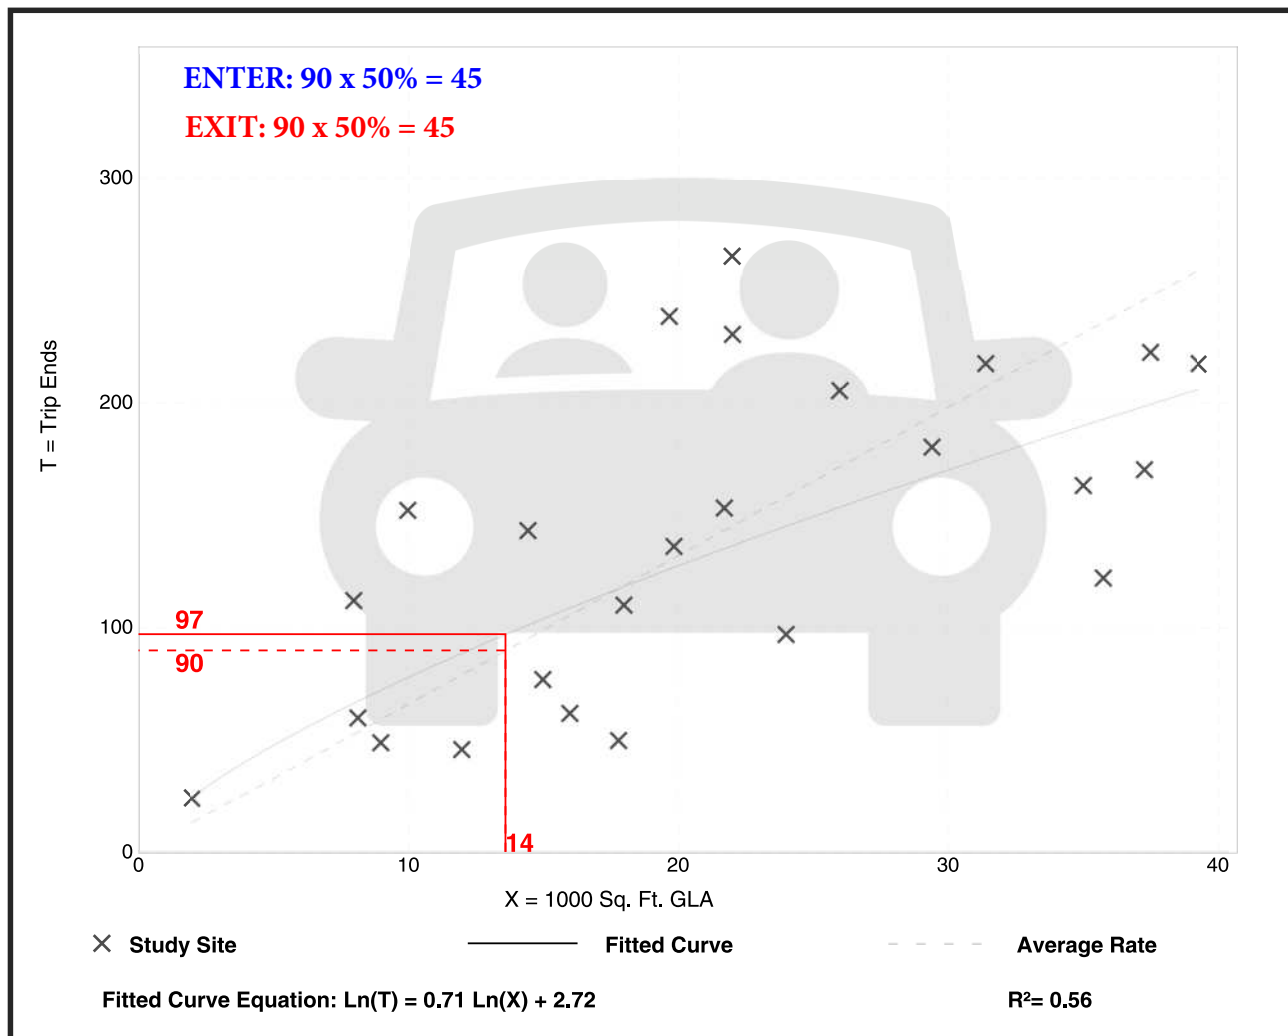 ENTER: 90 x 50% = 45
EXIT: 90 x 50% = 45
300
200
100
0
T = Trip Ends
97
90
14
0 10 20 30 40
X = 1000 Sq. Ft. GLA
Study Site Fitted Curve Average Rate
Fitted Curve Equation: Ln(T) = 0.71 Ln(X) + 2.72 R²= 0.56